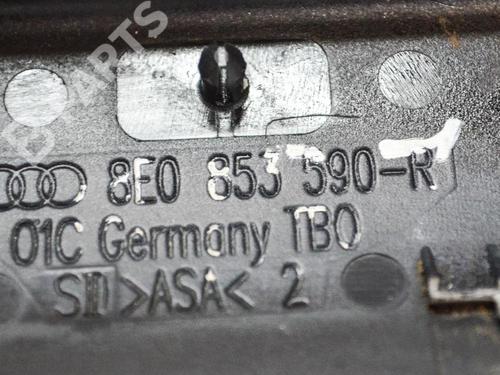 8E0 853 590-R
01C Germany TBO
>ASA< 2